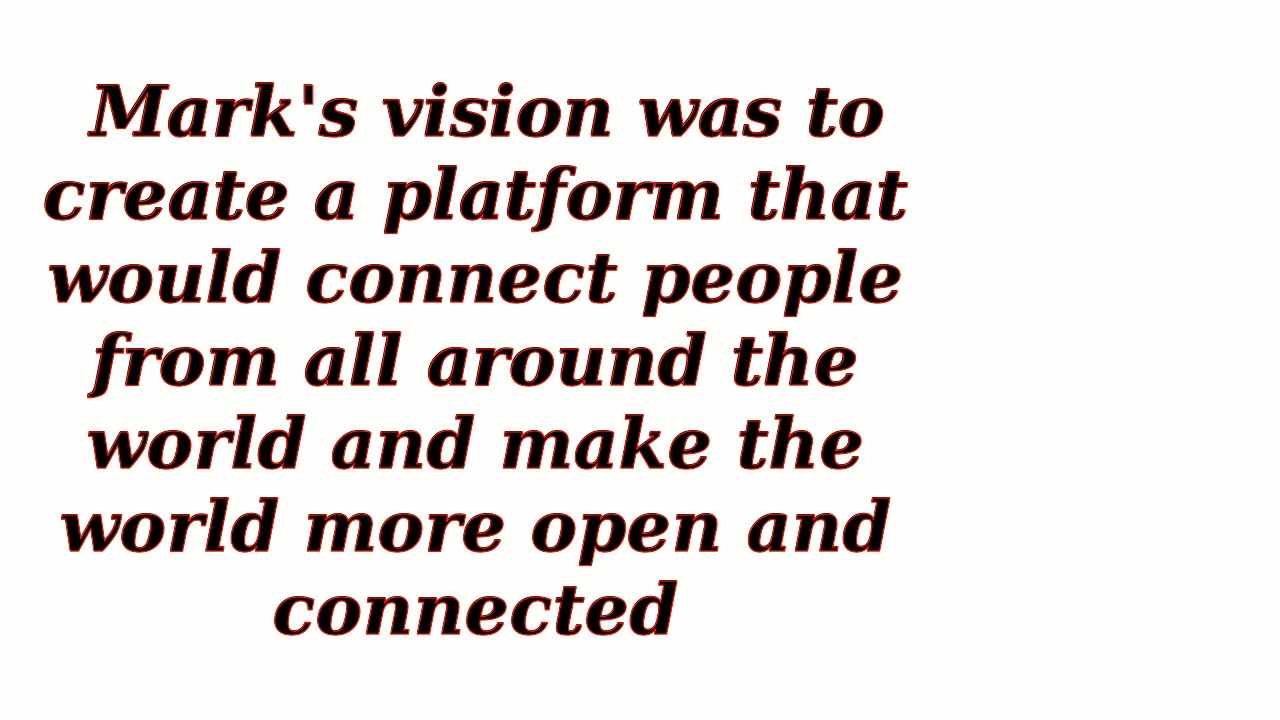 Mark's vision was to
create a platform that
would connect people
from all around the
world and make the
world more open and
connected